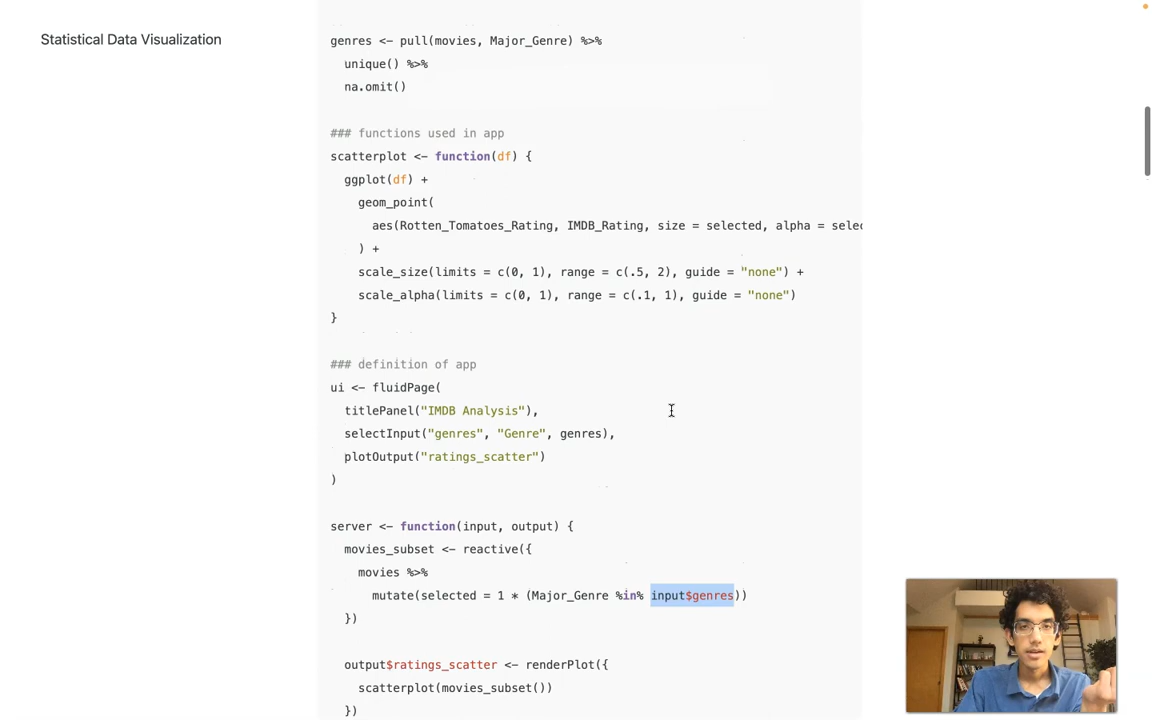 Statistical Data Visualization
genres <- pull(movies, Major_Genre) %>%
unique() %>%
na.omit()
### functions used in app
scatterplot <- function(df) {
ggplot(df) +
geom_point(
aes(Rotten_Tomatoes_Rating, IMDB_Rating, size = selected, alpha = selec
) +
scale_size(limits = c(0, 1), range = c(.5, 2), guide = "none") +
scale_alpha(limits = c(0, 1), range = c(.1, 1), guide = "none")
}
### definition of app
ui <- fluidPage(
titlePanel("IMDB Analysis"),
selectInput("genres", "Genre", genres),
plotOutput("ratings_scatter")
)
server <- function(input, output) {
movies_subset <- reactive({
movies %>%
mutate(selected = 1 * (Major_Genre %in% input$genres))
})
output$ratings_scatter <- renderPlot({
scatterplot(movies_subset())
})